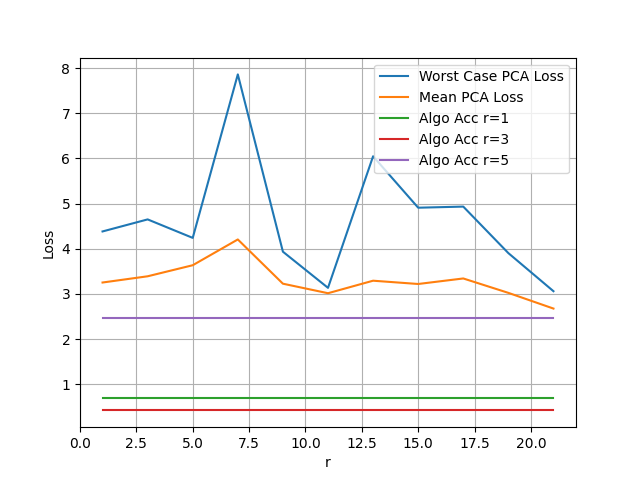 8
7
6
5
4
3
2
1
Loss
Worst Case PCA Loss
Mean PCA Loss
Algo Acc r=1
Algo Acc r=3
Algo Acc r=5
0.0 2.5 5.0 7.5 10.0 12.5 15.0 17.5 20.0
r